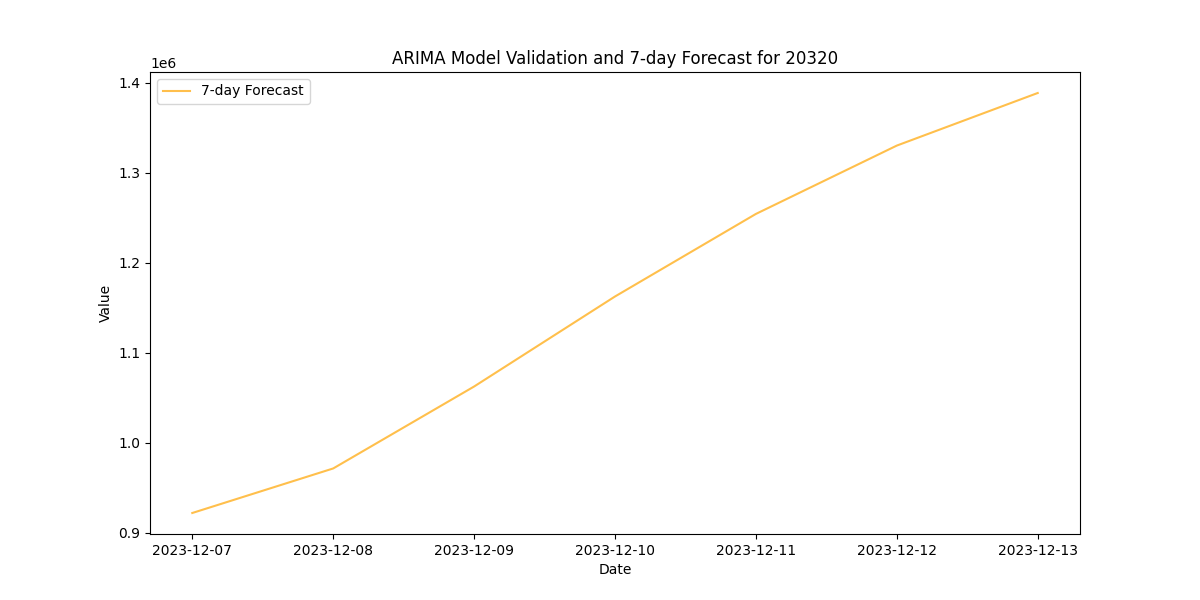 ARIMA Model Validation and 7-day Forecast for 20320
1e6
7-day Forecast
1.4
1.3
1.2
1.1
1.0
0.9
Value
2023-12-07 2023-12-08 2023-12-09 2023-12-10 2023-12-11 2023-12-12 2023-12-13
Date